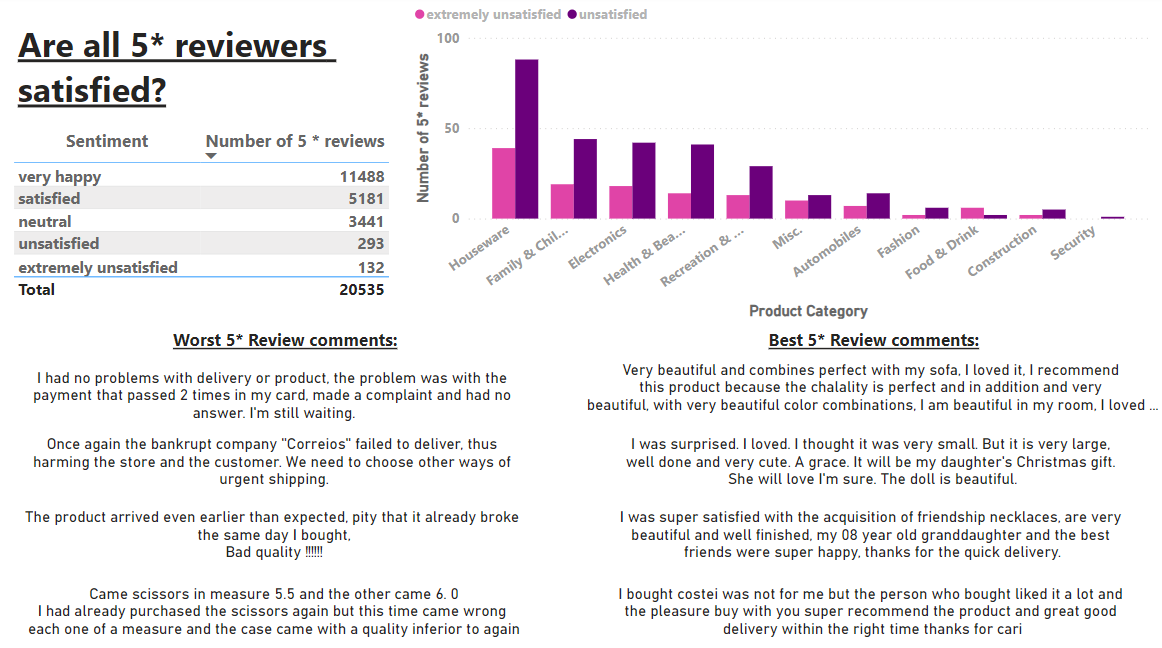 Are all 5* reviewers
satisfied?
Sentiment Number of 5 * reviews
very happy 11488
satisfied 5181
neutral 3441
unsatisfied 293
extremely unsatisfied 132
Total 20535
extremely unsatisfied unsatisfied
Number of 5* reviews
100
50
0
Houseware
Family & Chil...
Electronics
Health & Bea...
Recreation & ...
Misc.
Automobiles
Fashion
Food & Drink
Construction
Security
Product Category
Worst 5* Review comments:
I had no problems with delivery or product, the problem was with the
payment that passed 2 times in my card, made a complaint and had no
answer. I'm still waiting.
Once again the bankrupt company "Correios" failed to deliver, thus
harming the store and the customer. We need to choose other ways of
urgent shipping.
The product arrived even earlier than expected, pity that it already broke
the same day I bought,
Bad quality !!!!!!
Came scissors in measure 5.5 and the other came 6. 0
I had already purchased the scissors again but this time came wrong
each one of a measure and the case came with a quality inferior to again
Best 5* Review comments:
Very beautiful and combines perfect with my sofa, I loved it, I recommend
this product because the chalality is perfect and in addition and very
beautiful, with very beautiful color combinations, I am beautiful in my room, I loved ...
I was surprised. I loved. I thought it was very small. But it is very large,
well done and very cute. A grace. It will be my daughter's Christmas gift.
She will love I'm sure. The doll is beautiful.
I was super satisfied with the acquisition of friendship necklaces, are very
beautiful and well finished, my 08 year old granddaughter and the best
friends were super happy, thanks for the quick delivery.
I bought costei was not for me but the person who bought liked it a lot and
the pleasure buy with you super recommend the product and great good
delivery within the right time thanks for cari